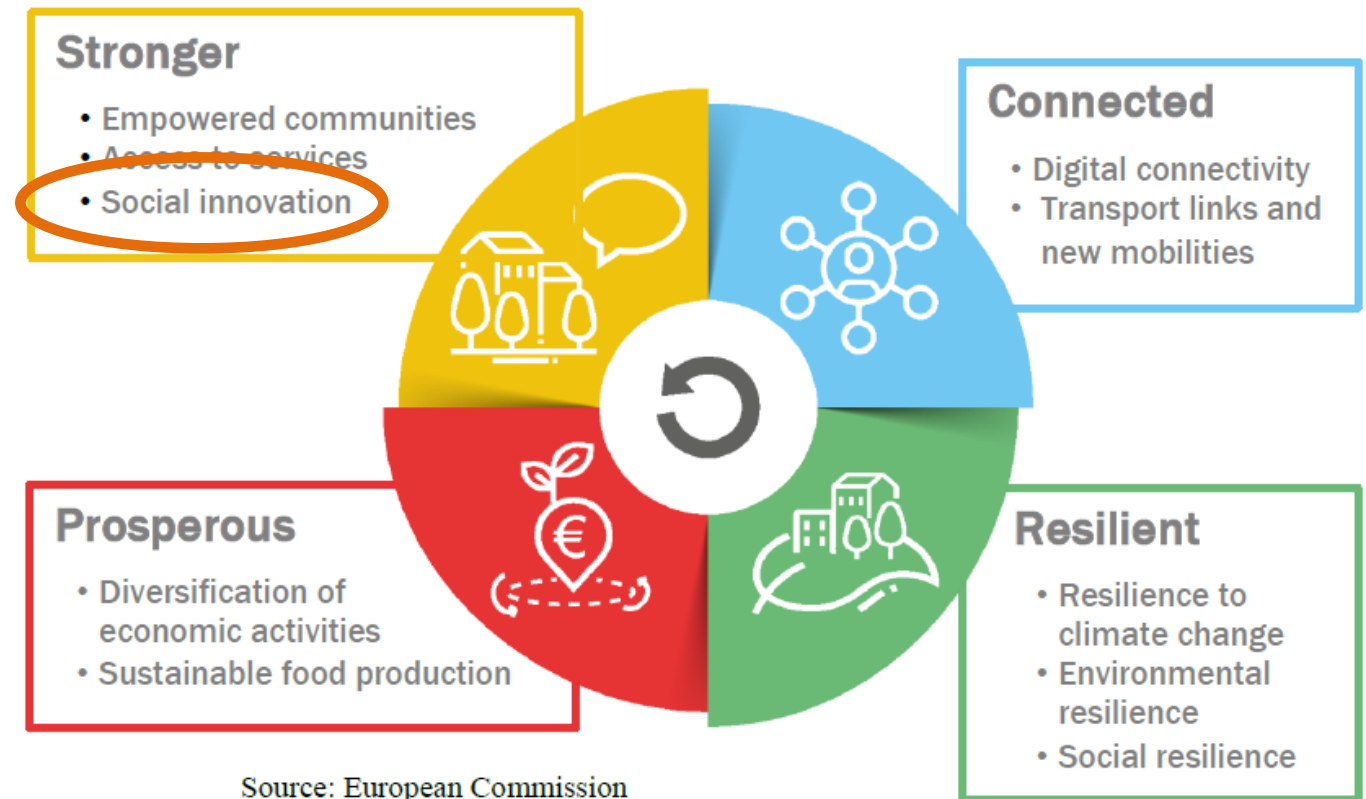 Stronger
• Empowered communities
• Access to services
• Social innovation
Connected
• Digital connectivity
• Transport links and
new mobilities
Prosperous
• Diversification of
economic activities
• Sustainable food production
€
Resilient
• Resilience to
climate change
• Environmental
resilience
• Social resilience
Source: European Commission